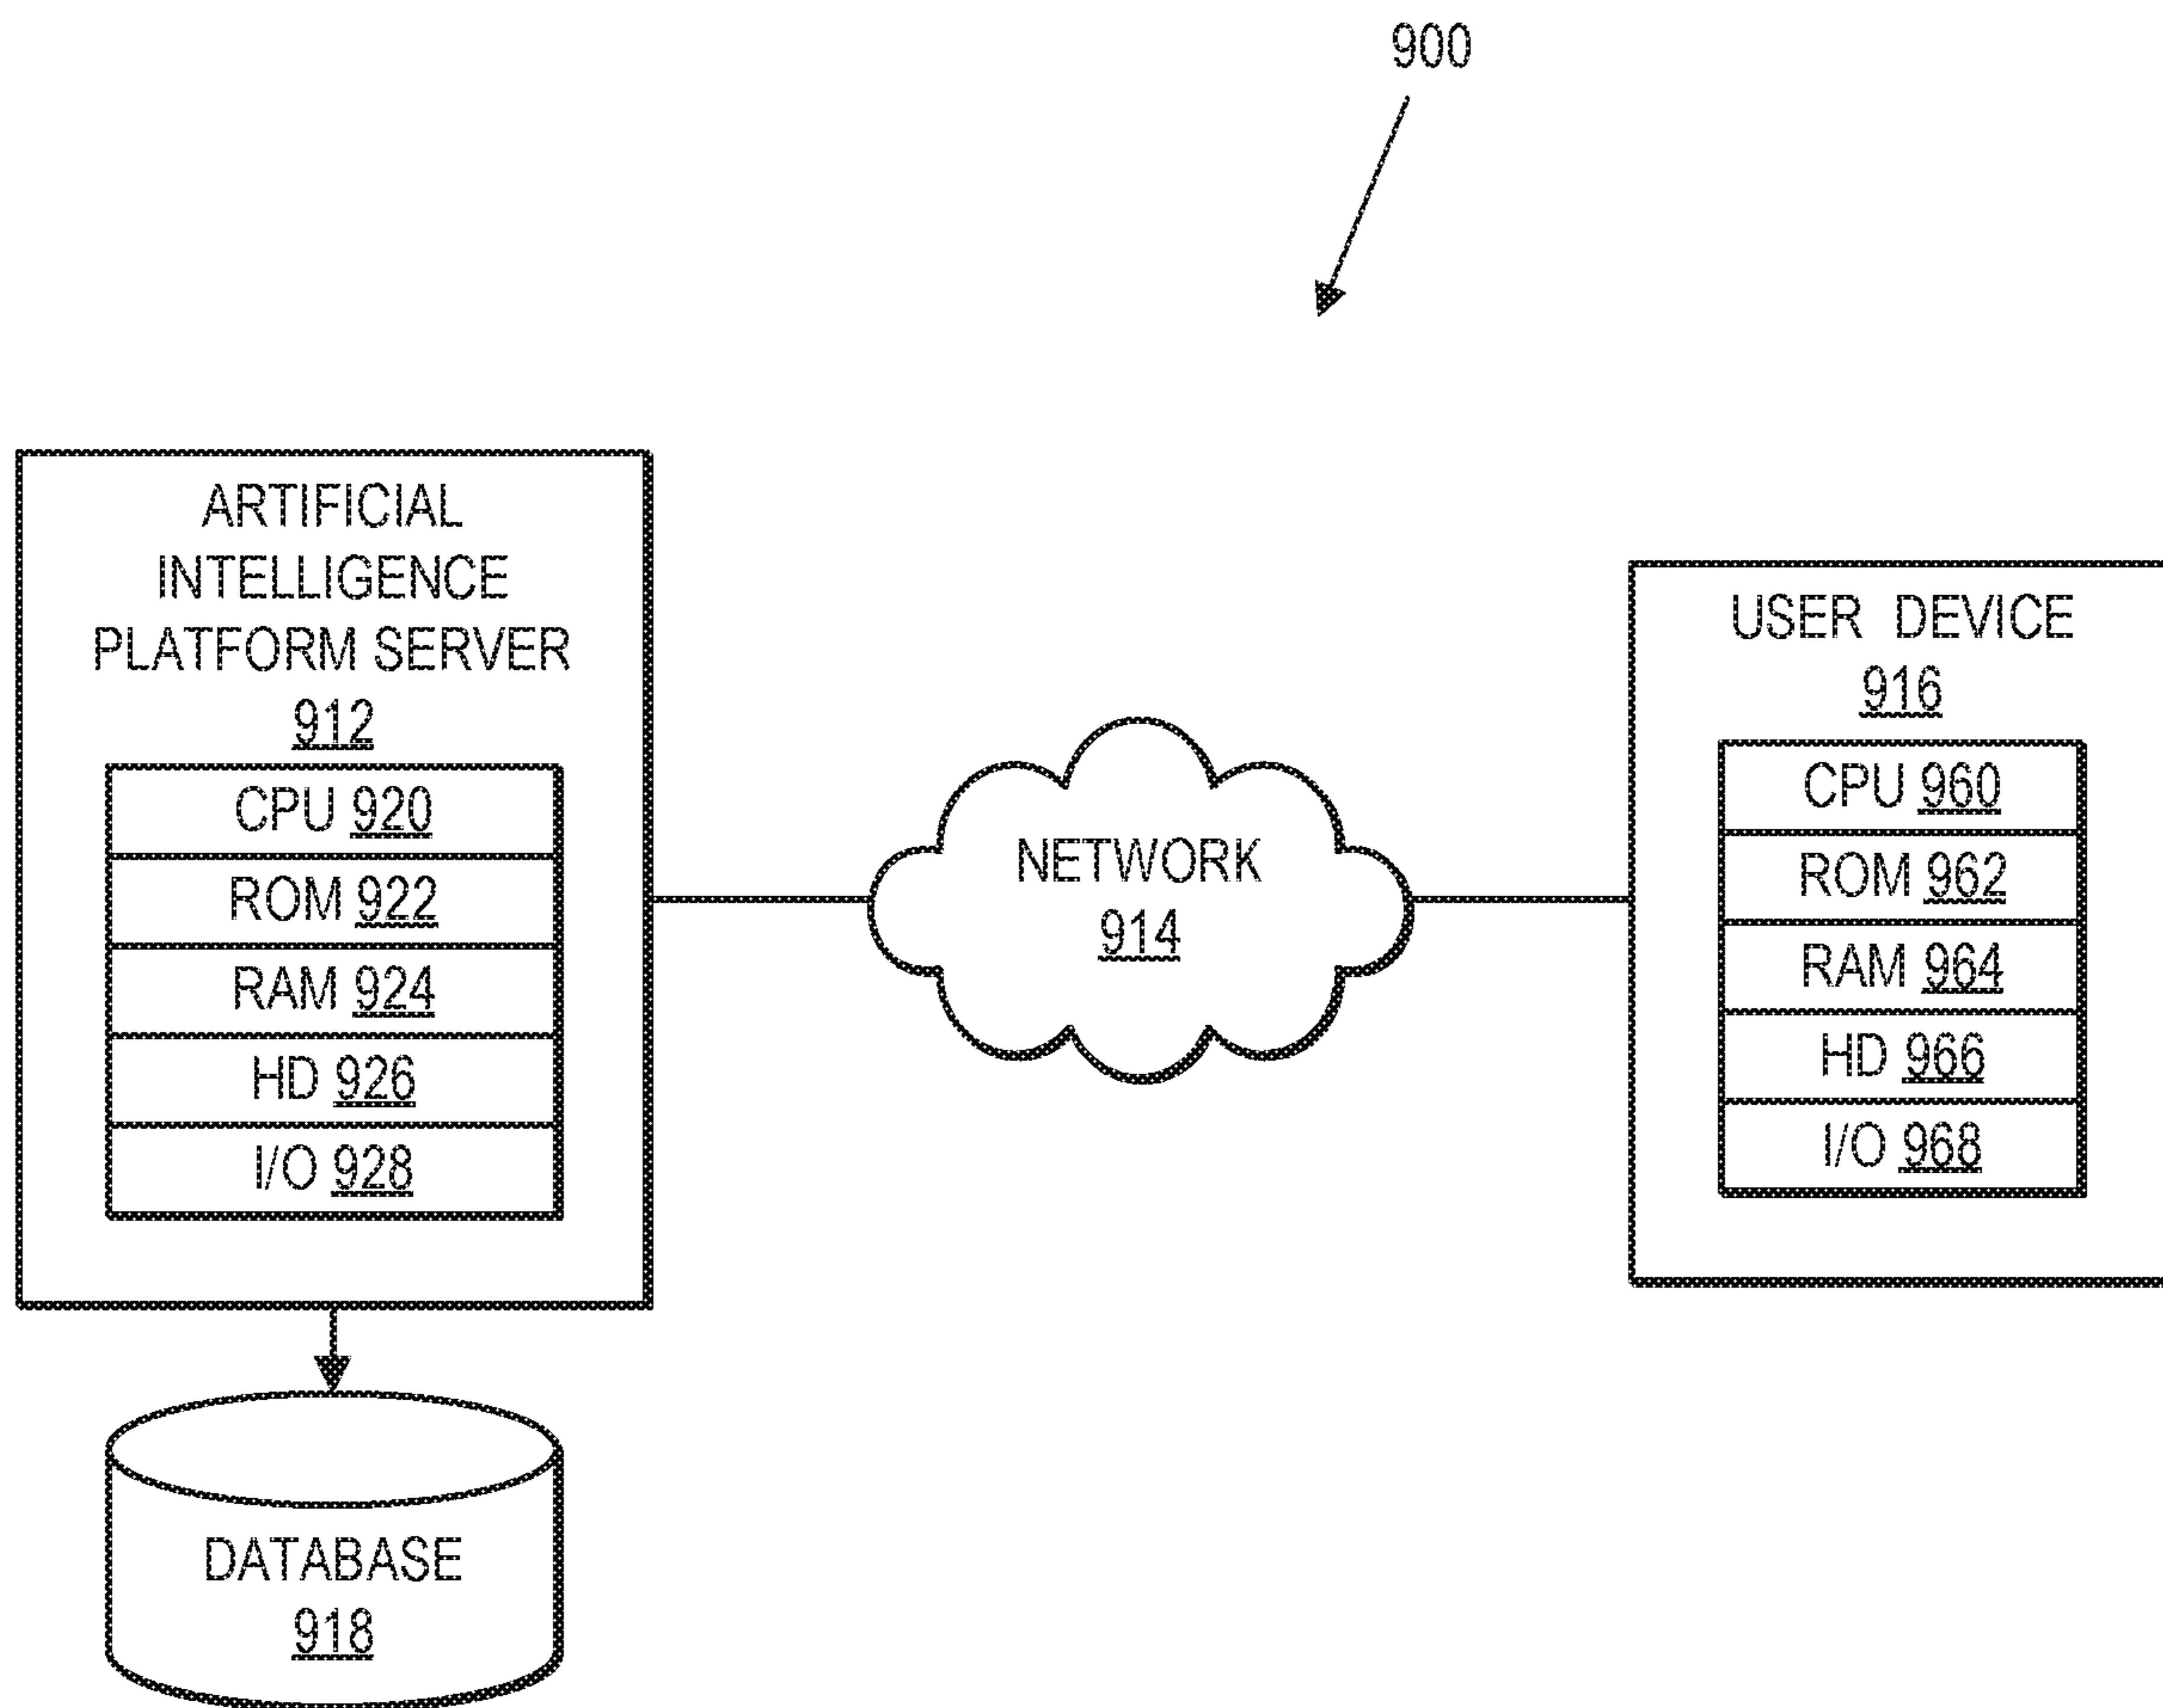 900
ARTIFICIAL
INTELLIGENCE
PLATFORM SERVER
912
CPU 920
ROM 922
RAM 924
HD 926
I/O 928
NETWORK
914
USER DEVICE
916
CPU 960
ROM 962
RAM 964
HD 966
I/O 968
DATABASE
918